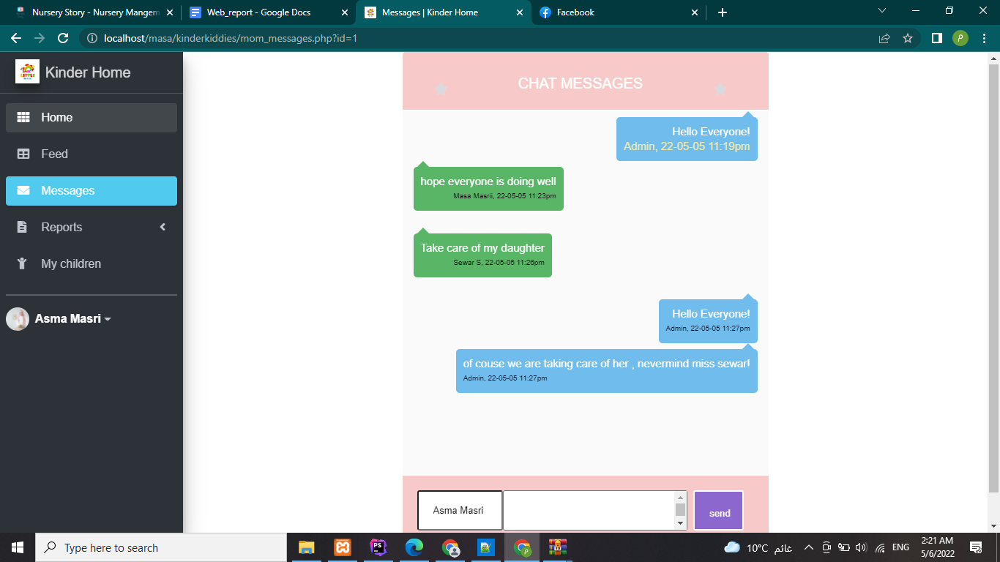 Nursery Story - Nursery Mangem
Web_report - Google Docs
Messages | Kinder Home
Facebook
localhost/masa/kinderkiddies/mom_messages.php?id=1
P
Kinder Home
Home
Feed
Messages
Reports
My children
Asma Masri
CHAT MESSAGES
Hello Everyone!
Admin, 22-05-05 11:19pm
hope everyone is doing well
Masa Masrii, 22-05-05 11:23pm
Take care of my daughter
Sewar S, 22-05-05 11:26pm
Hello Everyone!
Admin, 22-05-05 11:27pm
of couse we are taking care of her , nevermind miss sewar!
Admin, 22-05-05 11:27pm
Asma Masri
send
Type here to search
PS
10°C غائم
ENG
2:21 AM
5/6/2022